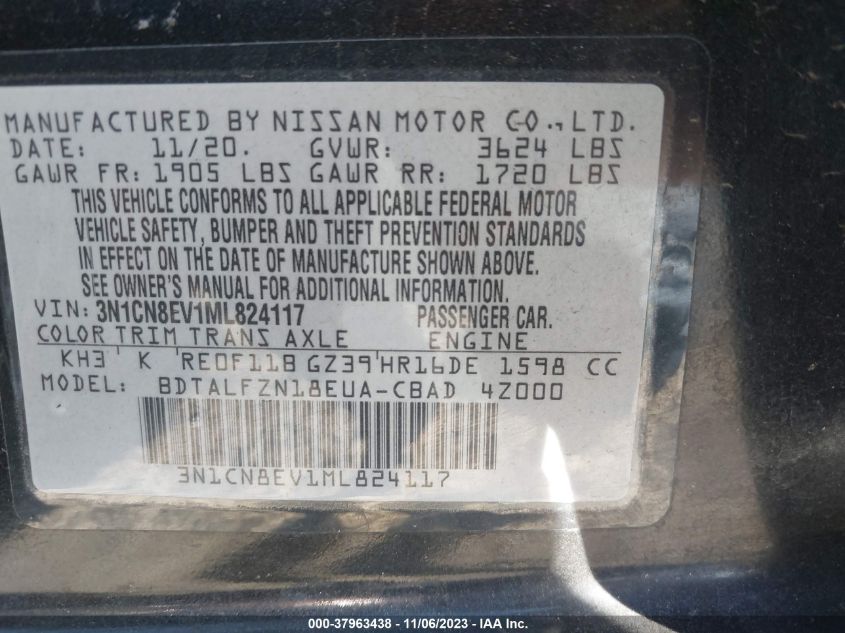 MANUFACTURED BY NISSAN MOTOR CO., LTD.
DATE: 11/20. GVWR: 3624 LBS
GAWR FR: 1905 LBS GAWR RR: 1720 LBS
THIS VEHICLE CONFORMS TO ALL APPLICABLE FEDERAL MOTOR
VEHICLE SAFETY, BUMPER AND THEFT PREVENTION STANDARDS
IN EFFECT ON THE DATE OF MANUFACTURE SHOWN ABOVE.
SEE OWNER'S MANUAL FOR ADDITIONAL INFORMATION.
VIN: 3N1CN8EV1ML824117 PASSENGER CAR.
COLOR TRIM TRANS AXLE ENGINE
KH3 K RE0F11B GZ39 HR16DE 1598 CC
MODEL: BDTALFZN18EUA-CBAD 4Z000
3N1CN8EV1ML824117
000-37963438 - 11/06/2023 - IAA Inc.